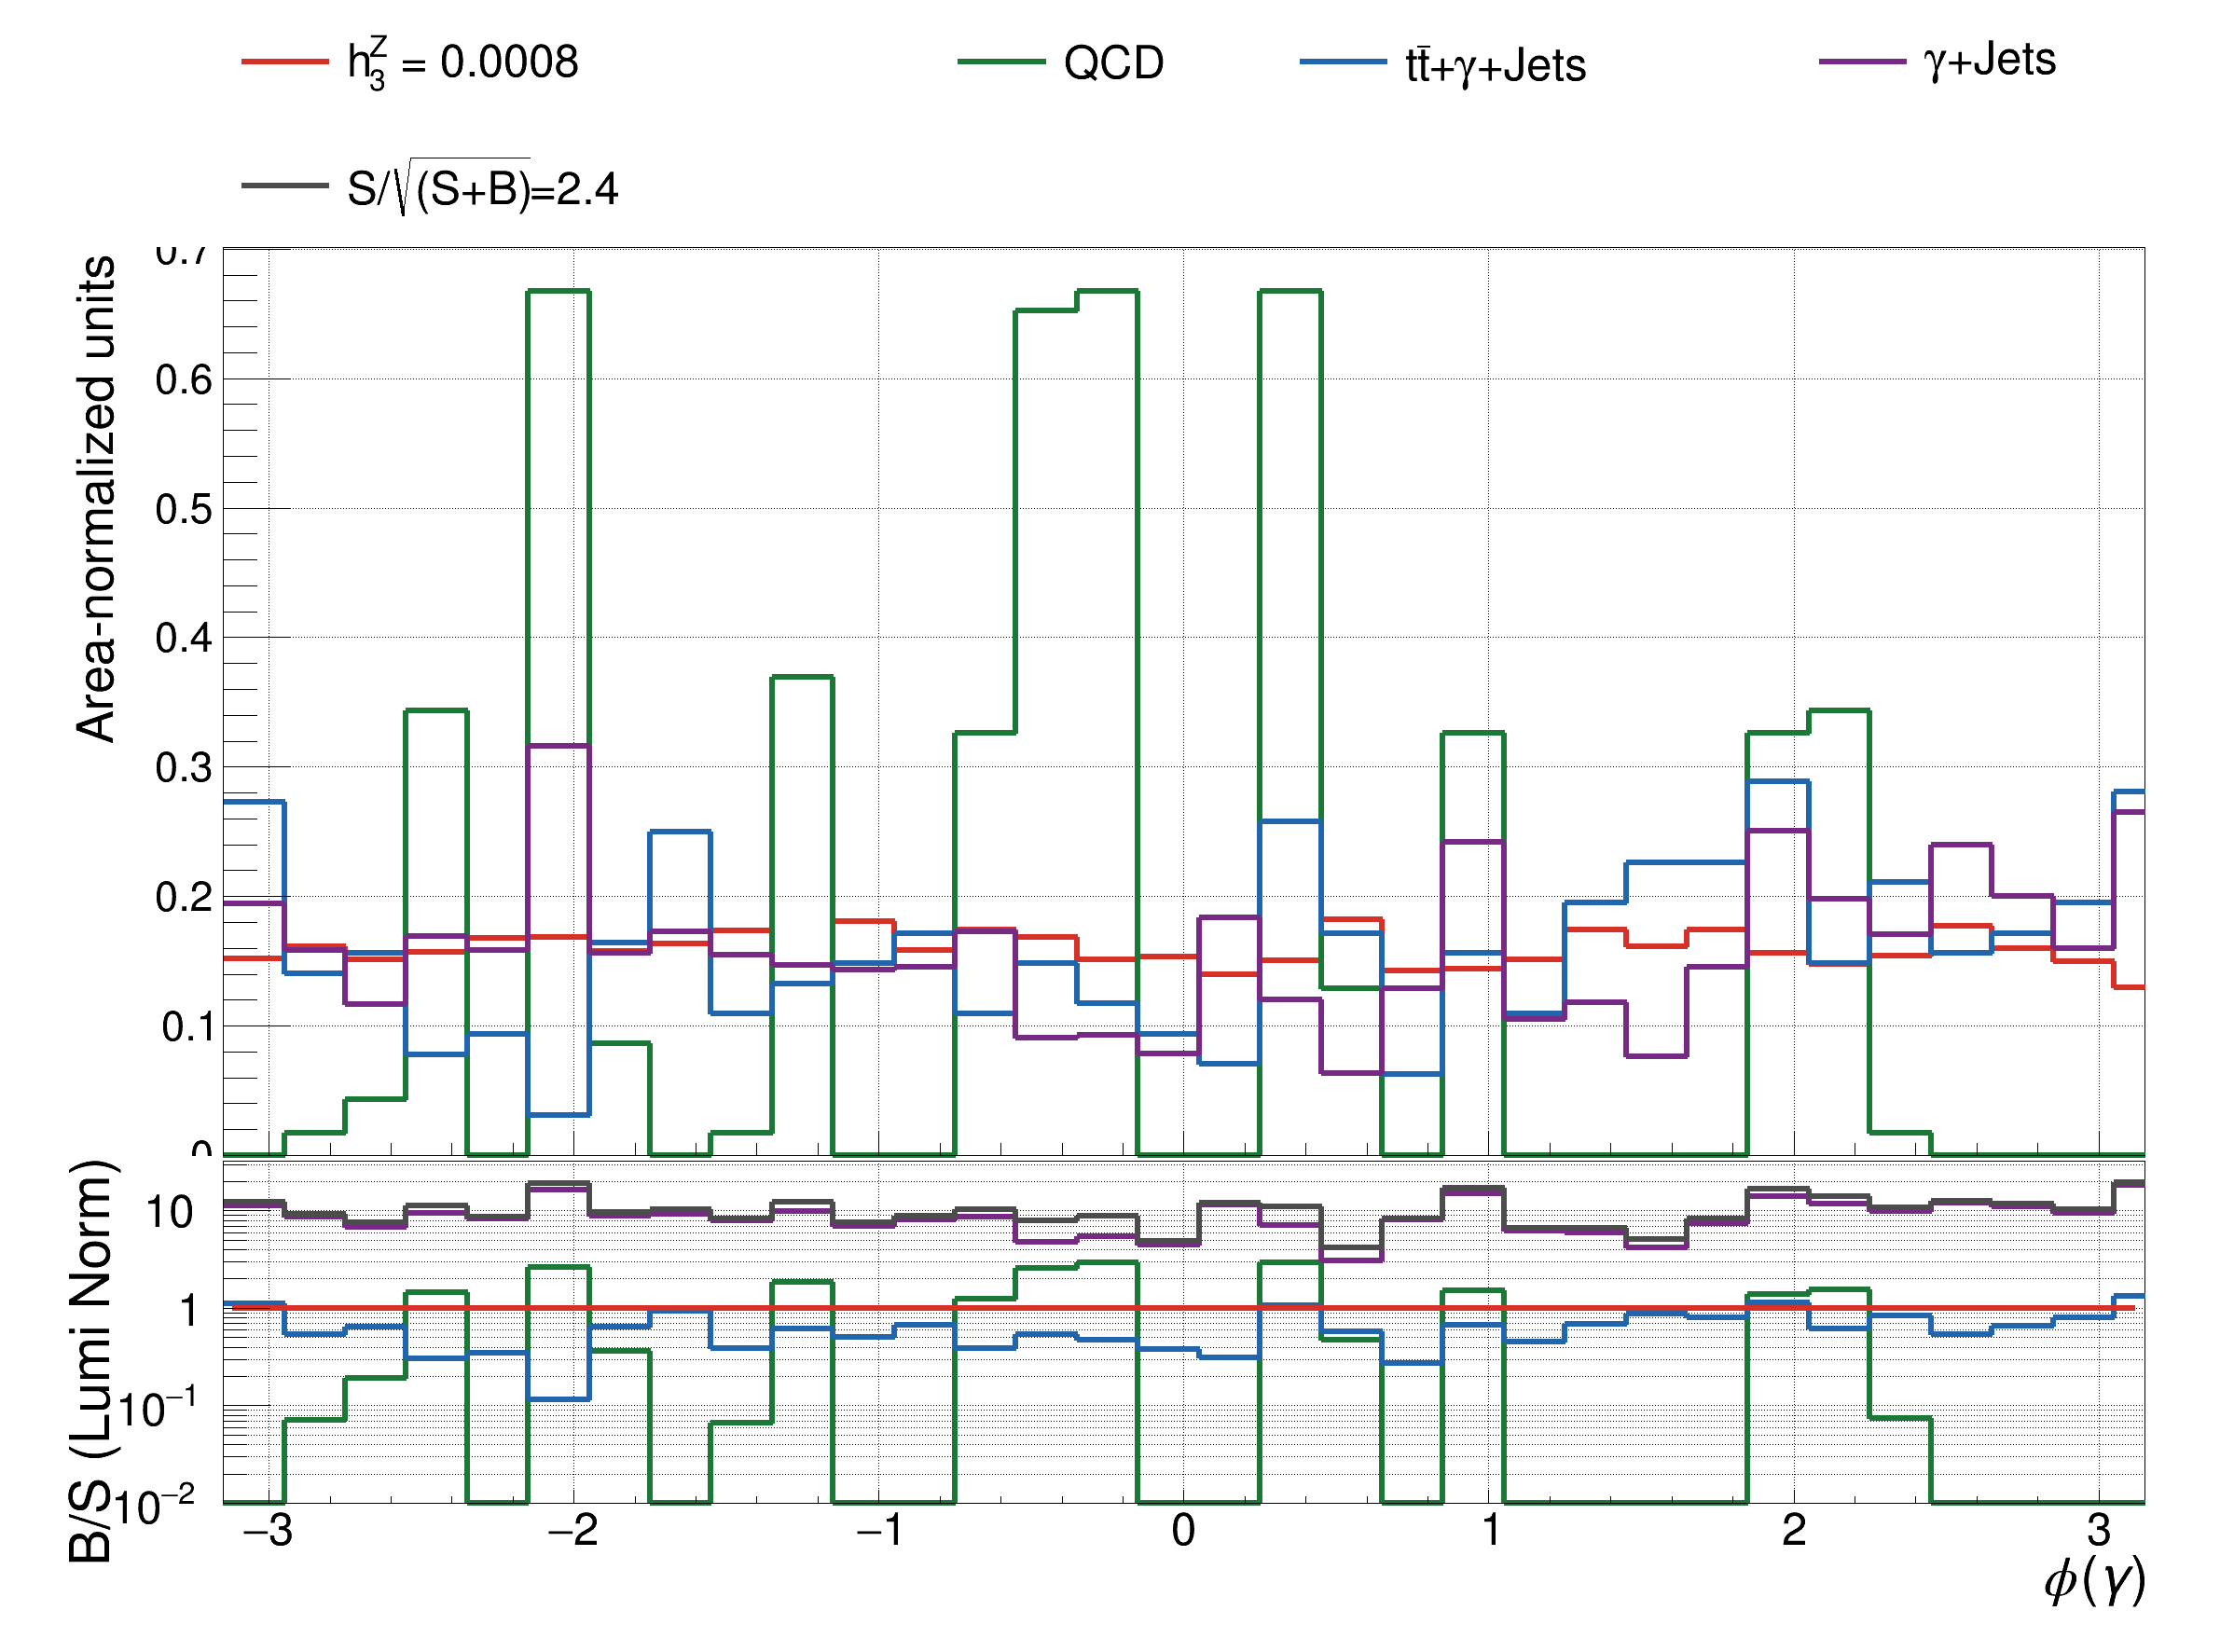 h₃ᶻ = 0.0008 QCD tt̄+γ+Jets γ+Jets
S/√(S+B)=2.4
Area-normalized units
0.7
0.6
0.5
0.4
0.3
0.2
0.1
0
B/S (Lumi Norm)
10
1
10⁻¹
10⁻²
−3 −2 −1 0 1 2 3
ϕ(γ)